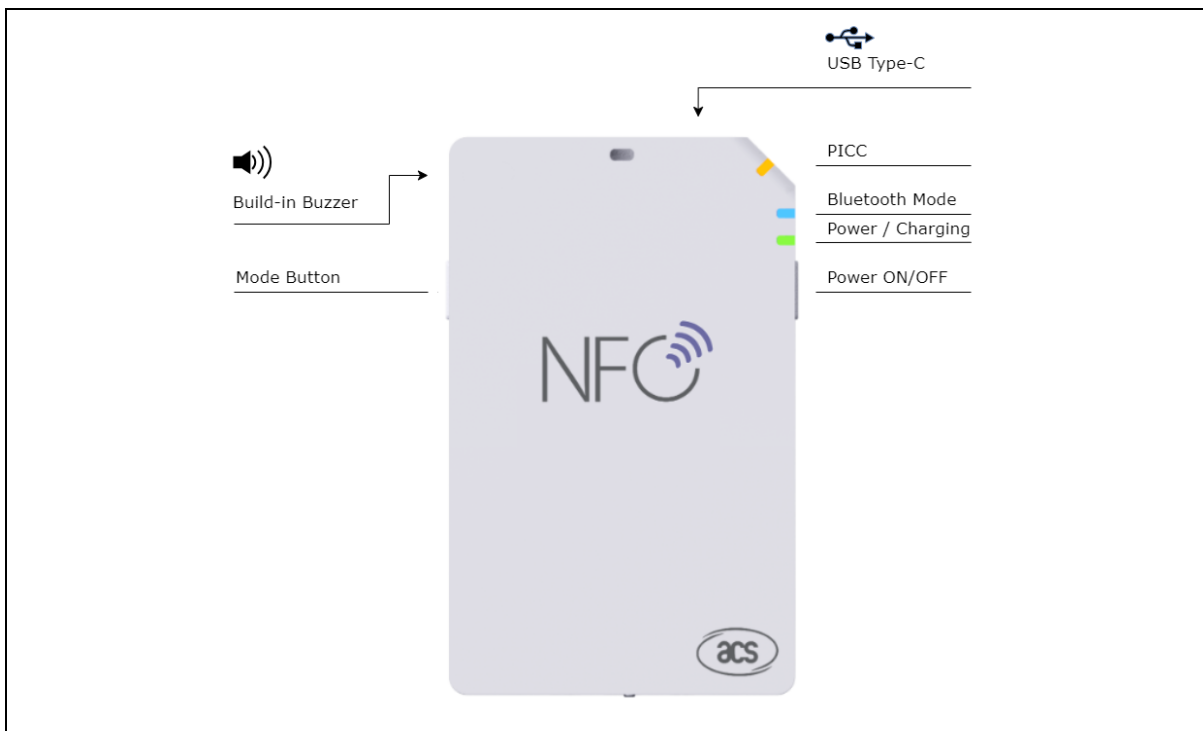 USB Type-C
PICC
Build-in Buzzer
Bluetooth Mode
Power / Charging
Mode Button
Power ON/OFF
NFC
acs